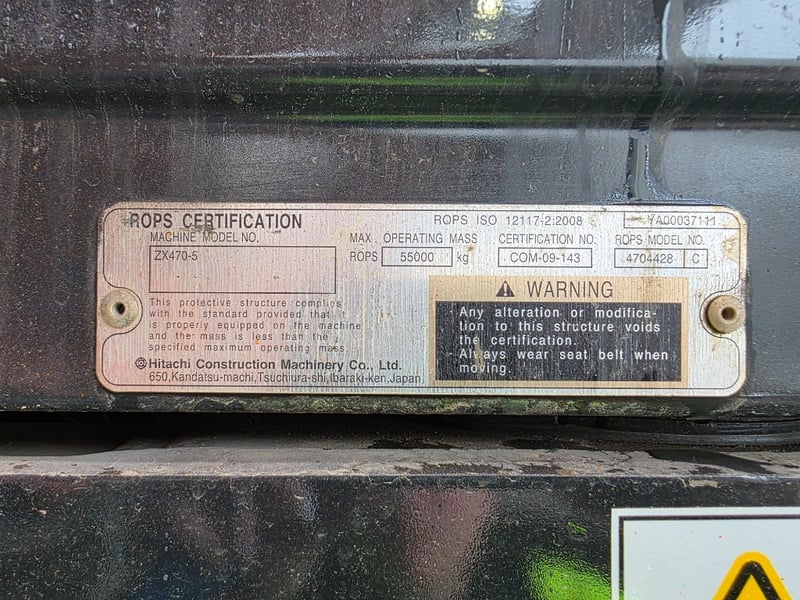 ROPS CERTIFICATION
ROPS ISO 12117-2:2008
YA00037111
MACHINE MODEL NO.
ZX470-5
MAX. OPERATING MASS
ROPS 55000 kg
CERTIFICATION NO.
COM-09-143
ROPS MODEL NO.
4704428 C
This protective structure complies
with the standard provided that it
is properly equipped on the machine
and the mass is less than the
specified maximum operating mass.
Hitachi Construction Machinery Co., Ltd.
650,Kandatsu-machi,Tsuchiura-shi,Ibaraki-ken,Japan
WARNING
Any alteration or modifica-
tion to this structure voids
the certification.
Always wear seat belt when
moving.